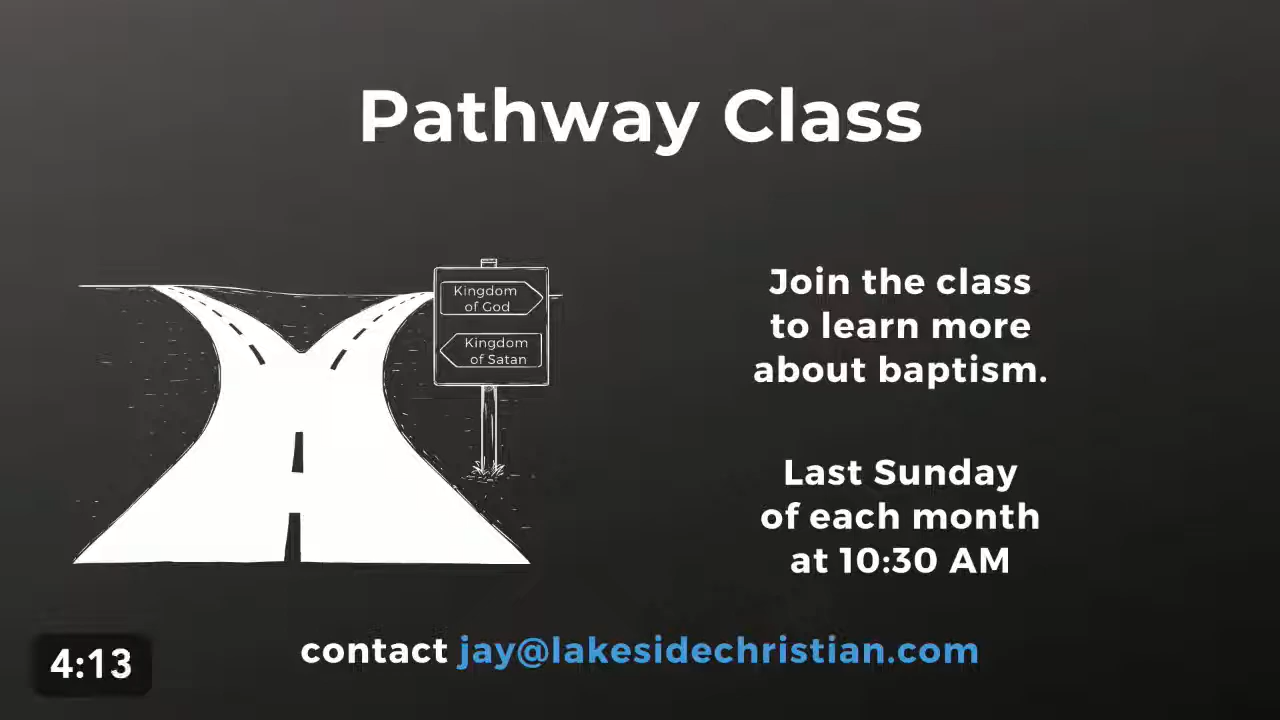 Pathway Class
Kingdom
of God
Kingdom
of Satan
Join the class
to learn more
about baptism.
Last Sunday
of each month
at 10:30 AM
contact jay@lakesidechristian.com
4:13